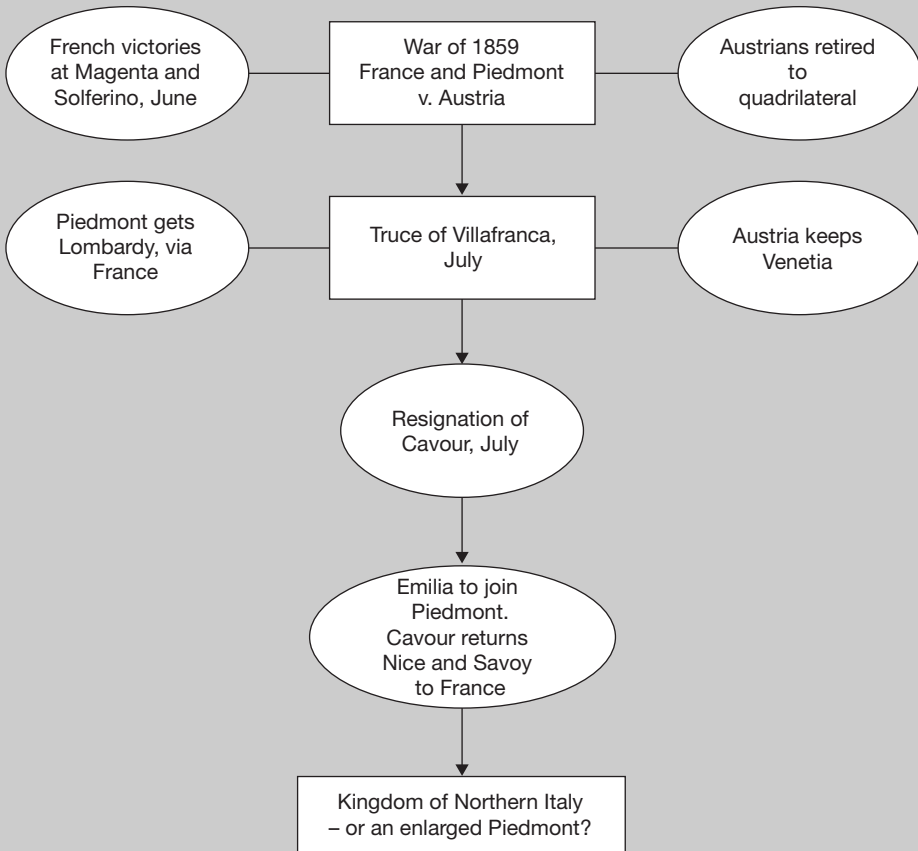 French victories
at Magenta and
Solferino, June
War of 1859
France and Piedmont
v. Austria
Austrians retired
to
quadrilateral
Piedmont gets
Lombardy, via
France
Truce of Villafranca,
July
Austria keeps
Venetia
Resignation of
Cavour, July
Emilia to join
Piedmont.
Cavour returns
Nice and Savoy
to France
Kingdom of Northern Italy
– or an enlarged Piedmont?